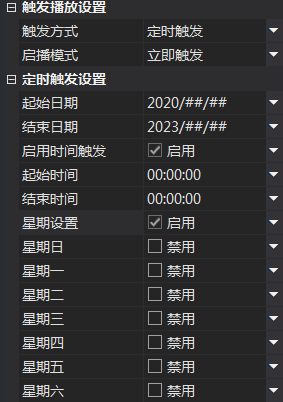 触发播放设置
触发方式 定时触发
启播模式 立即触发
定时触发设置
起始日期 2020/##/##
结束日期 2023/##/##
启用时间触发 启用
起始时间 00:00:00
结束时间 00:00:00
星期设置 启用
星期日 禁用
星期一 禁用
星期二 禁用
星期三 禁用
星期四 禁用
星期五 禁用
星期六 禁用